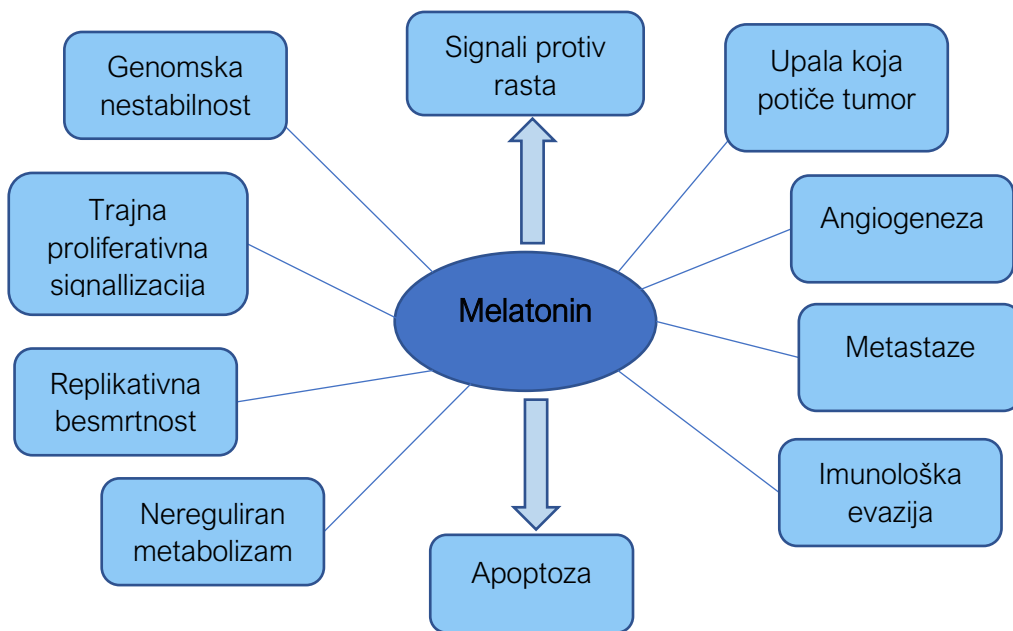 Genomska
nestabilnost
Signali protiv
rasta
Upala koja
potiče tumor
Trajna
proliferativna
signallizacija
Angiogeneza
Melatonin
Metastaze
Replikativna
besmrtnost
Imunološka
evazija
Nereguliran
metabolizam
Apoptoza